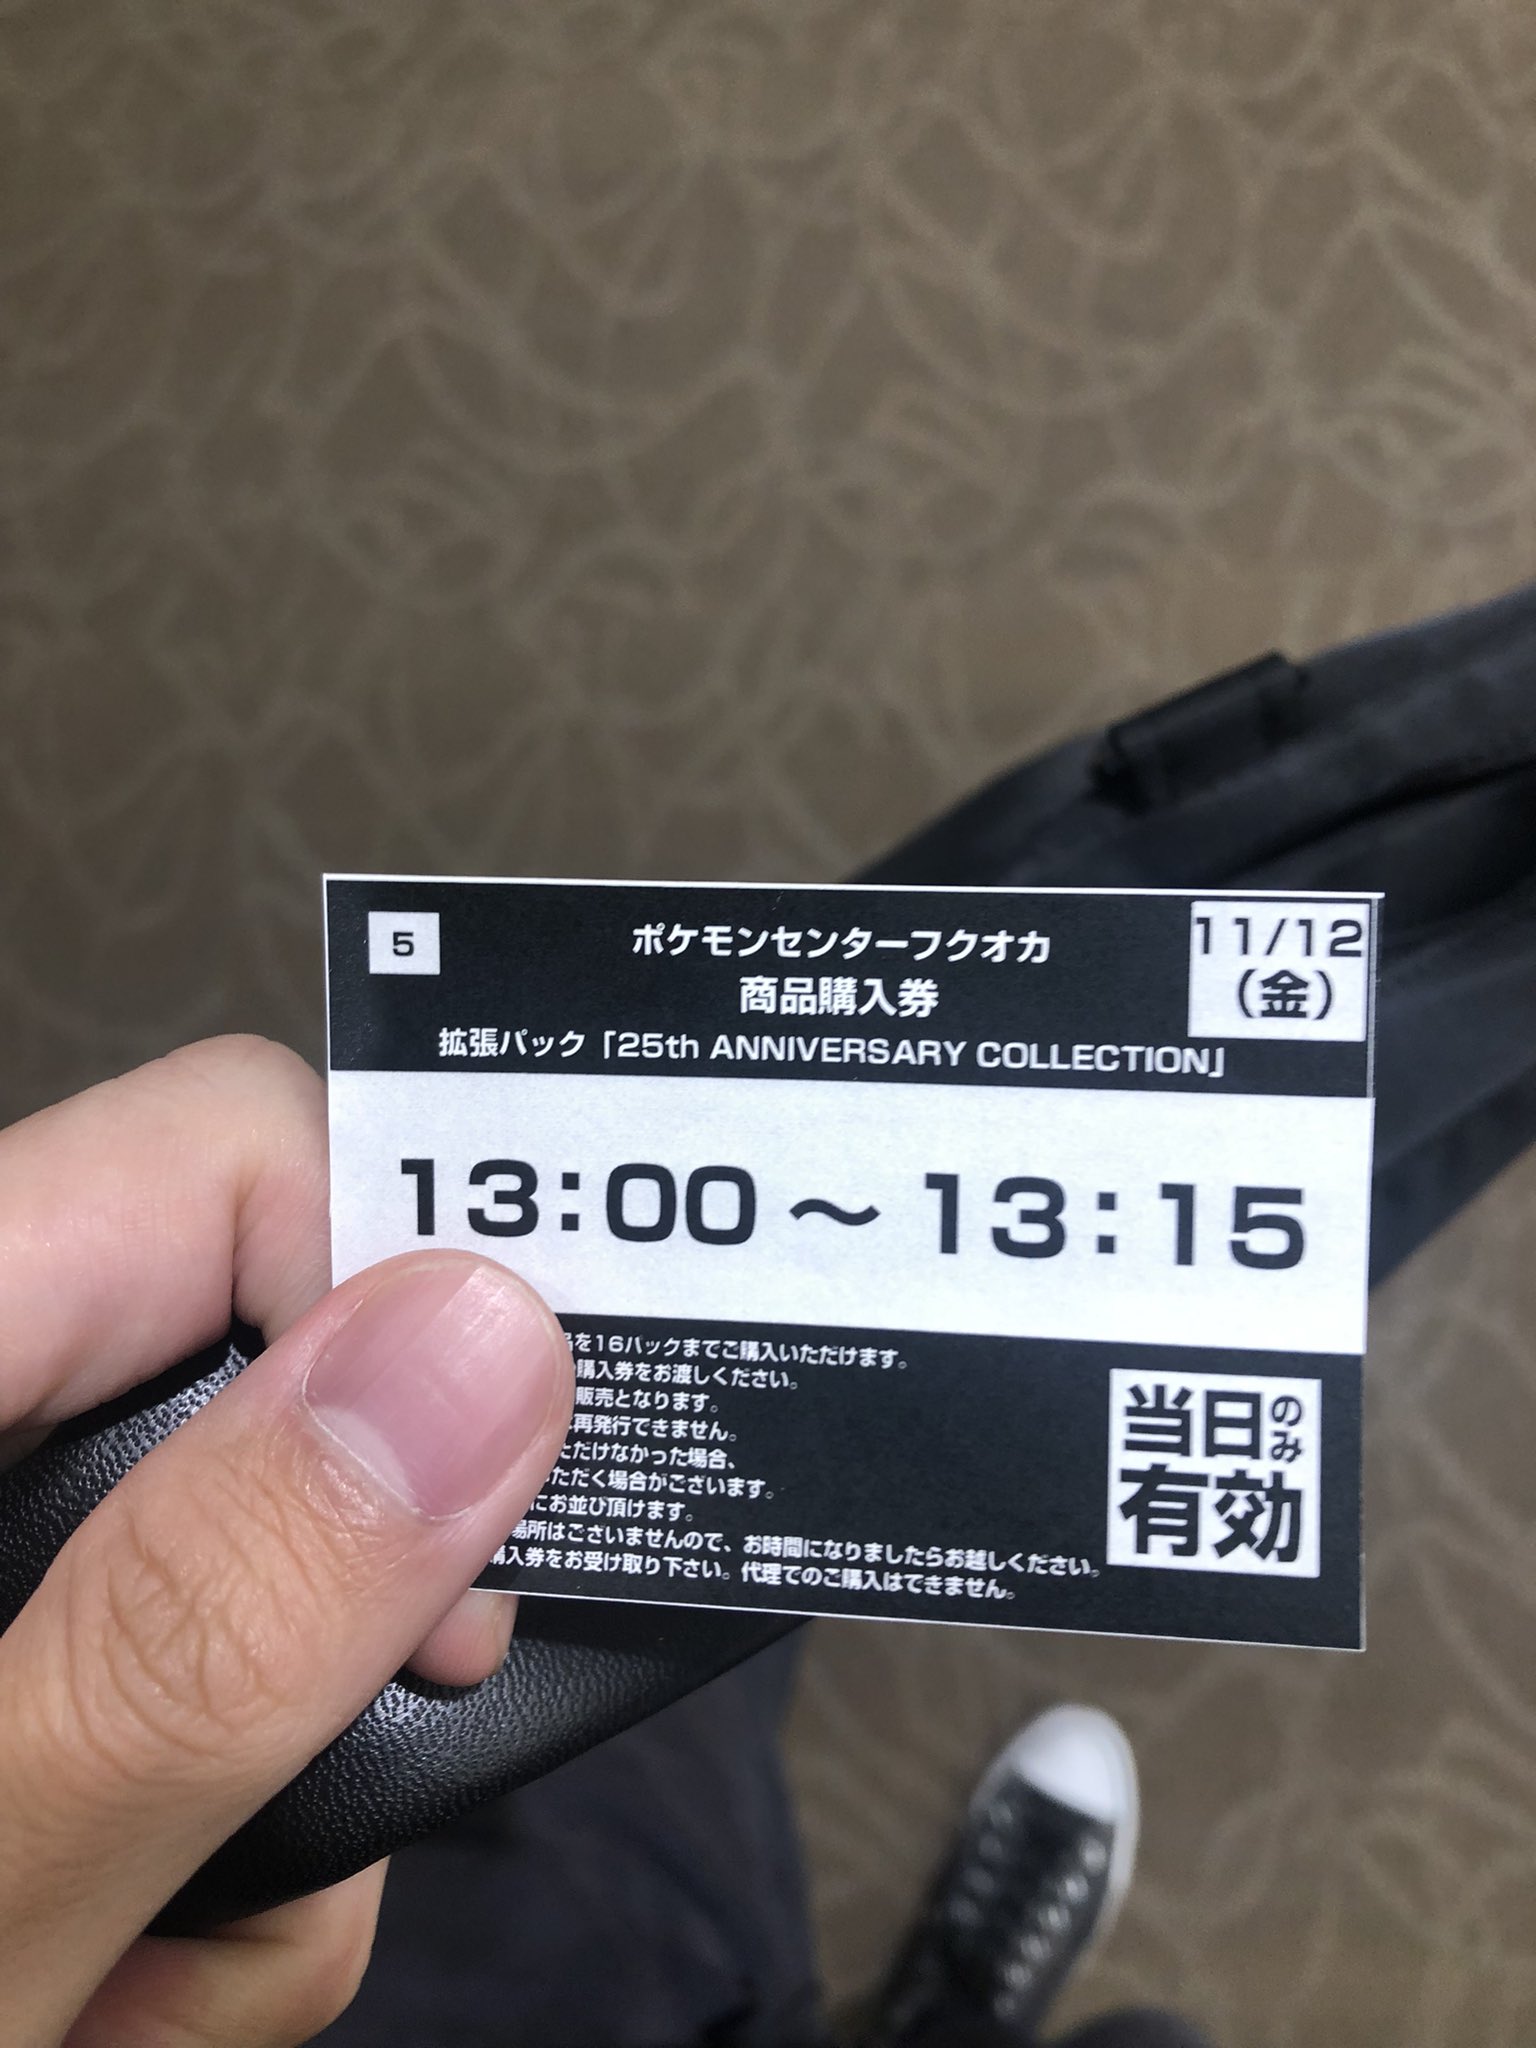 5
ポケモンセンターフクオカ
11/12
(金)
商品購入券
拡張パック「25th ANNIVERSARY COLLECTION」
13:00～13:15
を16パックまでご購入いただけます。
購入券をお渡しください。
販売となります。
再発行できません。
ただけなかった場合、
ただく場合がございます。
にお並び頂けます。
場所はございませんので、お時間になりましたらお越しください。
購入券をお受け取り下さい。代理でのご購入はできません。
当日のみ
有効